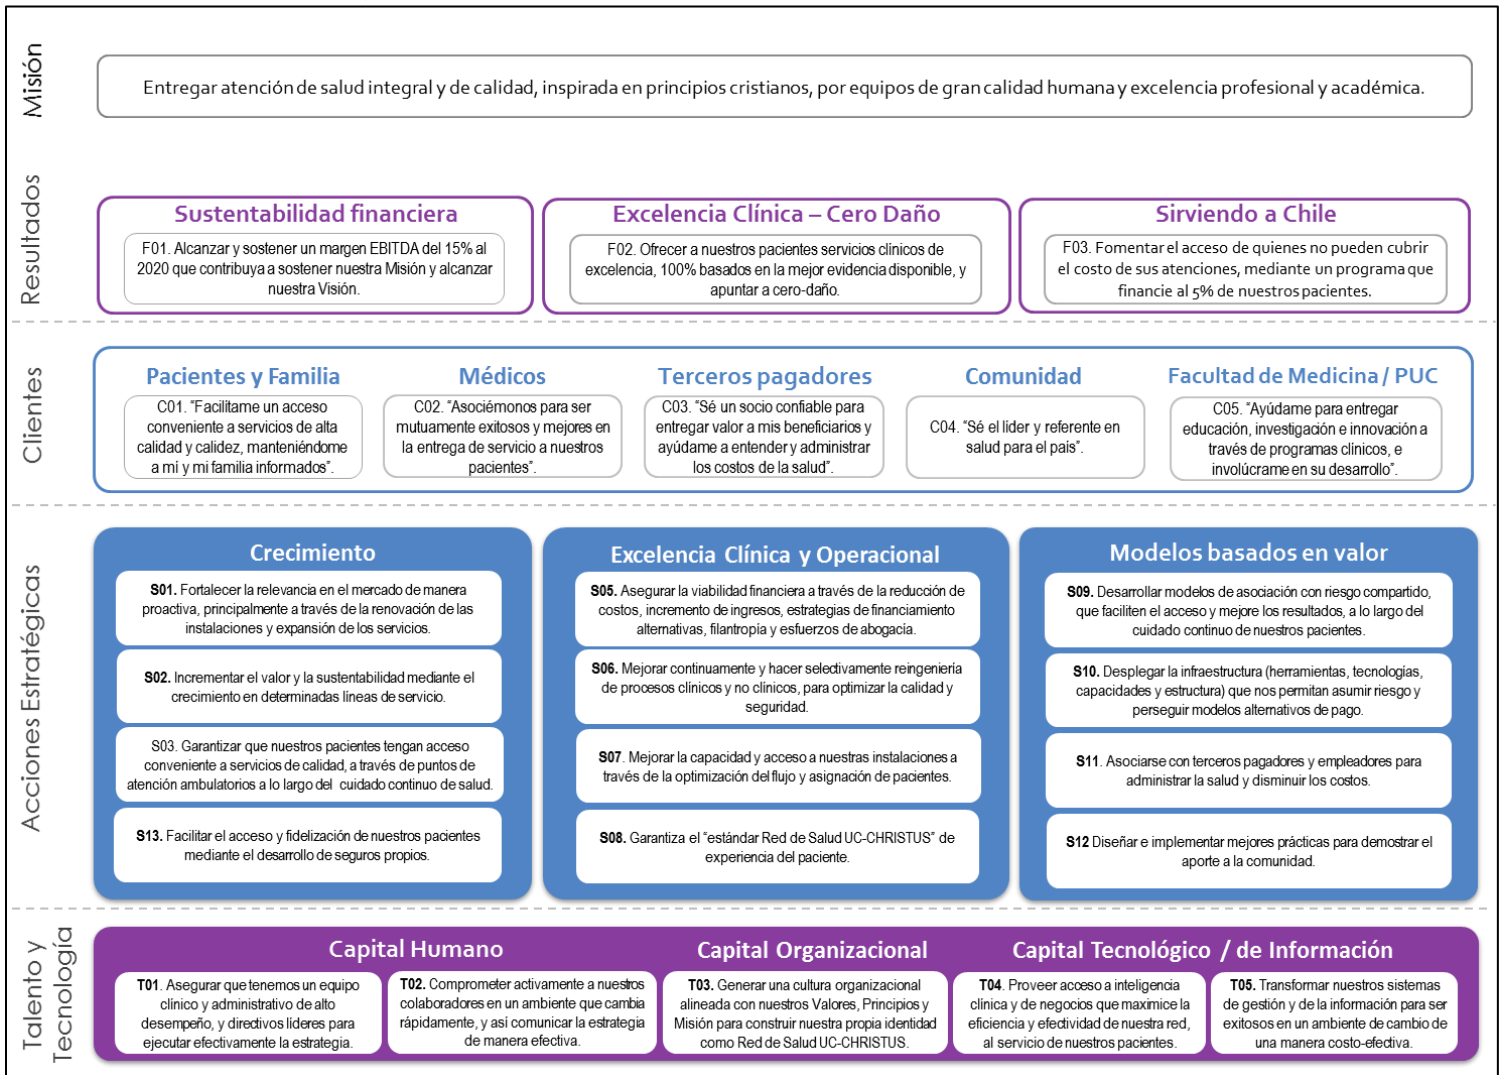 Misión
Entregar atención de salud integral y de calidad, inspirada en principios cristianos, por equipos de gran calidad humana y excelencia profesional y académica.
Resultados
Sustentabilidad financiera
F01. Alcanzar y sostener un margen EBITDA del 15% al
2020 que contribuya a sostener nuestra Misión y alcanzar
nuestra Visión.
Excelencia Clínica – Cero Daño
F02. Ofrecer a nuestros pacientes servicios clínicos de
excelencia, 100% basados en la mejor evidencia disponible, y
apuntar a cero-daño.
Sirviendo a Chile
F03. Fomentar el acceso de quienes no pueden cubrir
el costo de sus atenciones, mediante un programa que
financie al 5% de nuestros pacientes.
Clientes
Pacientes y Familia
C01. “Facilítame un acceso
conveniente a servicios de alta
calidad y calidez, manteniéndome
a mi y mi familia informados”.
Médicos
C02. “Asociémonos para ser
mutuamente exitosos y mejores en
la entrega de servicio a nuestros
pacientes”.
Terceros pagadores
C03. “Sé un socio confiable para
entregar valor a mis beneficiarios y
ayúdame a entender y administrar
los costos de la salud”.
Comunidad
C04. “Sé el líder y referente en
salud para el país”.
Facultad de Medicina / PUC
C05. “Ayúdame para entregar
educación, investigación e innovación a
través de programas clínicos, e
involúcrame en su desarrollo”.
Acciones Estratégicas
Crecimiento
S01. Fortalecer la relevancia en el mercado de manera
proactiva, principalmente a través de la renovación de las
instalaciones y expansión de los servicios.
S02. Incrementar el valor y la sustentabilidad mediante el
crecimiento en determinadas líneas de servicio.
S03. Garantizar que nuestros pacientes tengan acceso
conveniente a servicios de calidad, a través de puntos de
atención ambulatorios a lo largo del cuidado continuo de salud.
S13. Facilitar el acceso y fidelización de nuestros pacientes
mediante el desarrollo de seguros propios.
Excelencia Clínica y Operacional
S05. Asegurar la viabilidad financiera a través de la reducción de
costos, incremento de ingresos, estrategias de financiamiento
alternativas, filantropía y esfuerzos de abogacía.
S06. Mejorar continuamente y hacer selectivamente reingeniería
de procesos clínicos y no clínicos, para optimizar la calidad y
seguridad.
S07. Mejorar la capacidad y acceso a nuestras instalaciones a
través de la optimización del flujo y asignación de pacientes.
S08. Garantiza el “estándar Red de Salud UC-CHRISTUS” de
experiencia del paciente.
Modelos basados en valor
S09. Desarrollar modelos de asociación con riesgo compartido,
que faciliten el acceso y mejore los resultados, a lo largo del
cuidado continuo de nuestros pacientes.
S10. Desplegar la infraestructura (herramientas, tecnologías,
capacidades y estructura) que nos permitan asumir riesgo y
perseguir modelos alternativos de pago.
S11. Asociarse con terceros pagadores y empleadores para
administrar la salud y disminuir los costos.
S12 Diseñar e implementar mejores prácticas para demostrar el
aporte a la comunidad.
Talento y
Tecnología
Capital Humano
T01. Asegurar que tenemos un equipo
clínico y administrativo de alto
desempeño, y directivos líderes para
ejecutar efectivamente la estrategia.
T02. Comprometer activamente a nuestros
colaboradores en un ambiente que cambia
rápidamente, y así comunicar la estrategia
de manera efectiva.
Capital Organizacional
T03. Generar una cultura organizacional
alineada con nuestros Valores, Principios y
Misión para construir nuestra propia identidad
como Red de Salud UC-CHRISTUS.
Capital Tecnológico / de Información
T04. Proveer acceso a inteligencia
clínica y de negocios que maximice la
eficiencia y efectividad de nuestra red,
al servicio de nuestros pacientes.
T05. Transformar nuestros sistemas
de gestión y de la información para ser
exitosos en un ambiente de cambio de
una manera costo-efectiva.